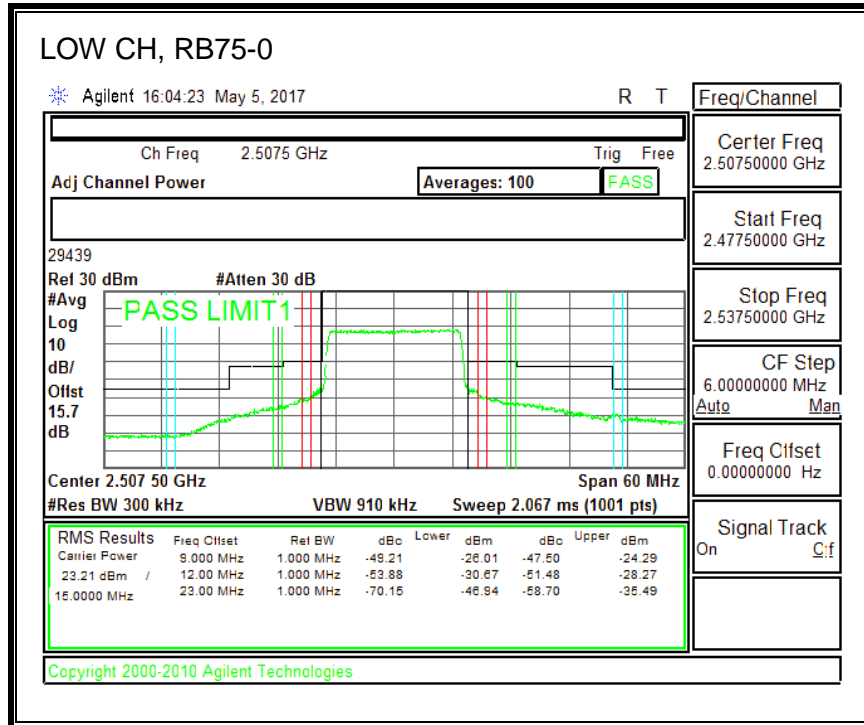 LOW CH, RB75-0
Agilent 16:04:23 May 5, 2017 R T
Freq/Channel
Ch Freq 2.5075 GHz Trig Free
Adj Channel Power Averages: 100 PASS
Center Freq
2.50750000 GHz
Start Freq
2.47750000 GHz
Stop Freq
2.53750000 GHz
CF Step
6.00000000 MHz
Auto Man
Freq Offset
0.00000000 Hz
Signal Track
On Off
29439
Ref 30 dBm #Atten 30 dB
#Avg
Log
10
dB/
Offst
15.7
dB
PASS LIMIT1
Center 2.507 50 GHz Span 60 MHz
#Res BW 300 kHz VBW 910 kHz Sweep 2.067 ms (1001 pts)
RMS Results Freq Offset Ref BW dBc Lower dBm dBc Upper dBm
Carrier Power 9.000 MHz 1.000 MHz -49.21 -26.01 -47.50 -24.29
23.21 dBm / 12.00 MHz 1.000 MHz -53.88 -30.67 -51.48 -28.27
15.0000 MHz 23.00 MHz 1.000 MHz -70.15 -46.94 -58.70 -35.49
Copyright 2000-2010 Agilent Technologies